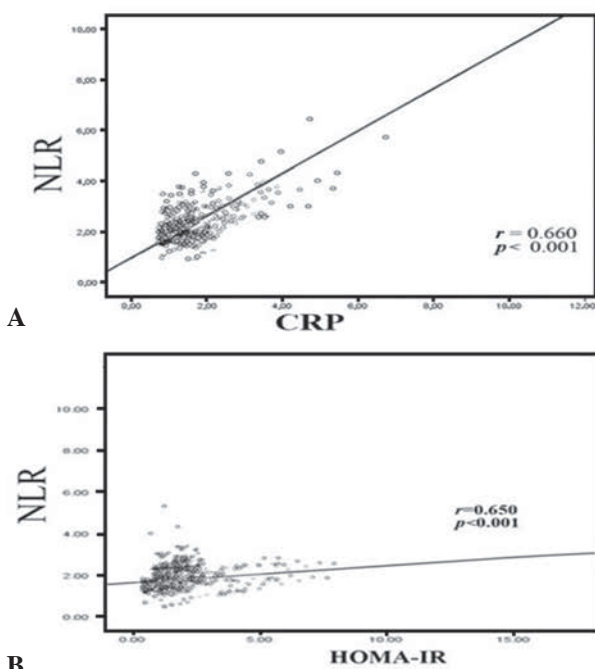 10,00
8,00
6,00
4,00
2,00
0,00
NLR
r = 0.660
p< 0.001
0,00 2,00 4,00 6,00 8,00 10,00 12,00
A
CRP
10.00
8.00
6.00
4.00
2.00
0.00
NLR
r=0.650
p<0.001
0.00 5.00 10.00 15.00
B
HOMA-IR